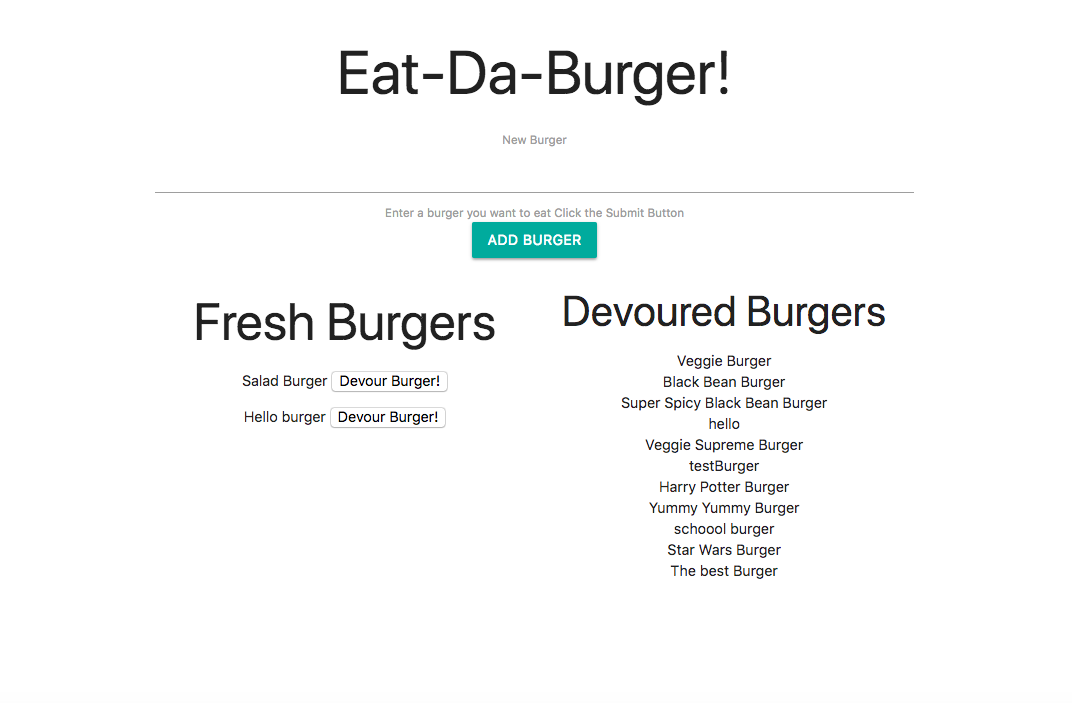 Eat-Da-Burger!
New Burger
Enter a burger you want to eat Click the Submit Button
ADD BURGER
Fresh Burgers
Salad Burger Devour Burger!
Hello burger Devour Burger!
Devoured Burgers
Veggie Burger
Black Bean Burger
Super Spicy Black Bean Burger
hello
Veggie Supreme Burger
testBurger
Harry Potter Burger
Yummy Yummy Burger
schoool burger
Star Wars Burger
The best Burger